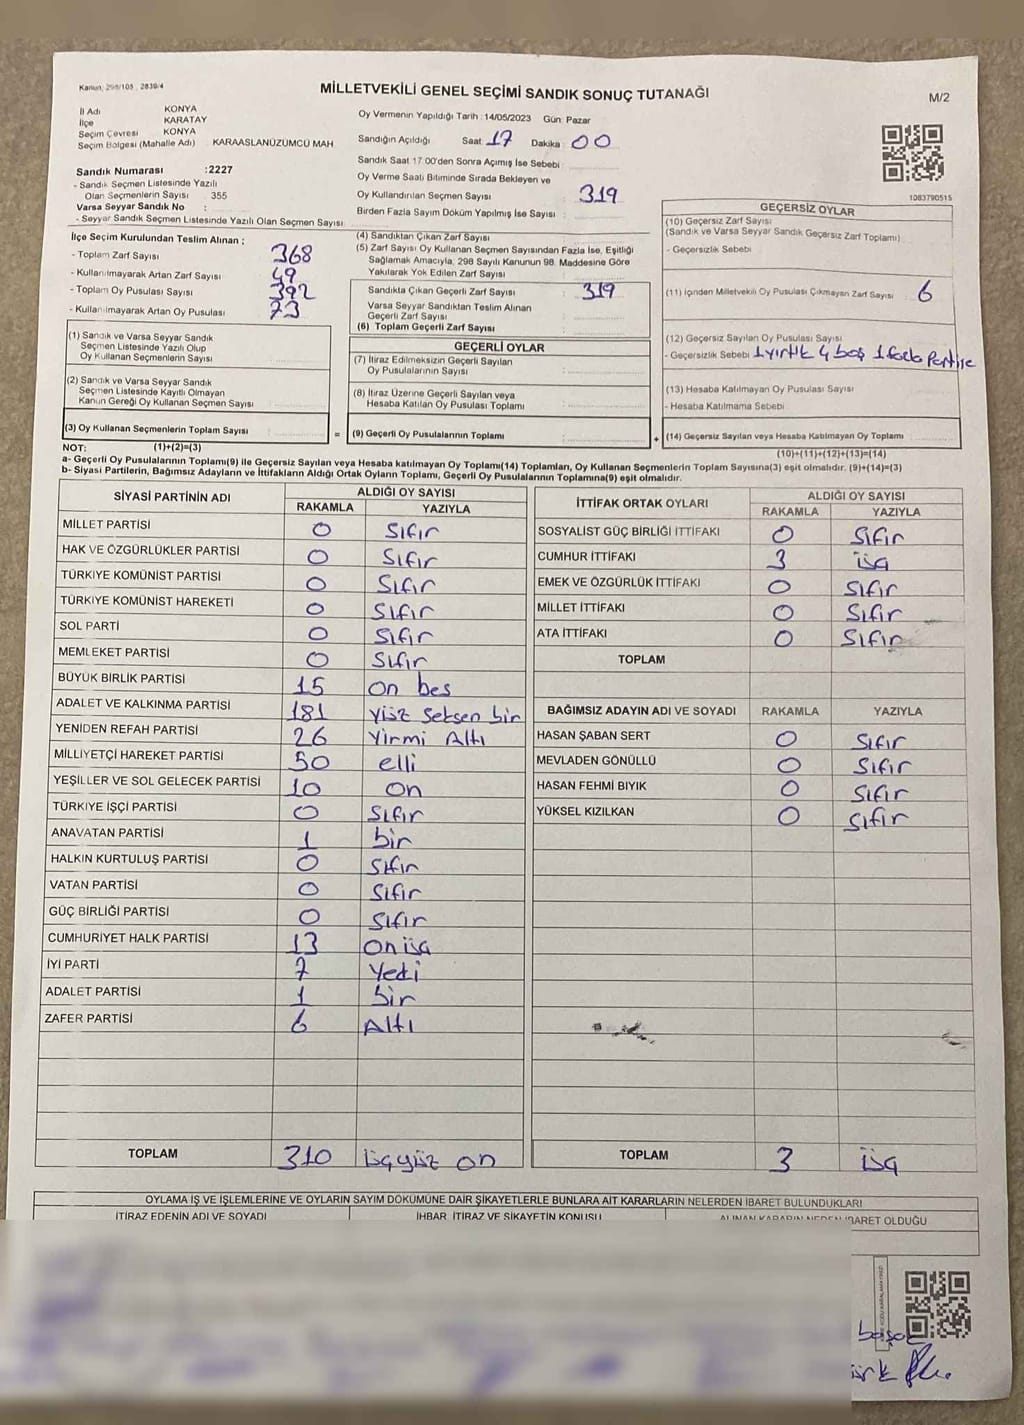 Kanun, 298/105 , 2839/4
MİLLETVEKİLİ GENEL SEÇİMİ SANDIK SONUÇ TUTANAĞI
M/2
İl Adı KONYA
İlçe KARATAY
Seçim Çevresi KONYA
Seçim Bölgesi (Mahalle Adı) KARAASLANÜZÜMCÜ MAH.
Sandık Numarası :2227
- Sandık Seçmen Listesinde Yazılı
Olan Seçmenlerin Sayısı : 355
Varsa Seyyar Sandık No :
- Seyyar Sandık Seçmen Listesinde Yazılı Olan Seçmen Sayısı:
Oy Vermenin Yapıldığı Tarih :14/05/2023 Gün: Pazar
Sandığın Açıldığı Saat: 17 Dakika: 00
Sandık Saat 17.00'den Sonra Açımış İse Sebebi :
Oy Verme Saati Bitiminde Sırada Bekleyen ve
Oy Kullandırılan Seçmen Sayısı : 319
Birden Fazla Sayım Döküm Yapılmış İse Sayısı :
1083790515
İlçe Seçim Kurulundan Teslim Alınan ;
- Toplam Zarf Sayısı 368
- Kullanılmayarak Artan Zarf Sayısı 49
- Toplam Oy Pusulası Sayısı 392
- Kullanılmayarak Artan Oy Pusulası 73
(4) Sandıktan Çıkan Zarf Sayısı
(5) Zarf Sayısı Oy Kullanan Seçmen Sayısından Fazla İse, Eşitliği
Sağlamak Amacıyla, 298 Sayılı Kanunun 98. Maddesine Göre
Yakılarak Yok Edilen Zarf Sayısı :
Sandıkta Çıkan Geçerli Zarf Sayısı : 319
Varsa Seyyar Sandıktan Teslim Alınan
Geçerli Zarf Sayısı :
(6) Toplam Geçerli Zarf Sayısı :
GEÇERSİZ OYLAR
(10) Geçersiz Zarf Sayısı
(Sandık ve Varsa Seyyar Sandık Geçersiz Zarf Toplamı)
- Geçersizlik Sebebi
(11) İçinden Milletvekili Oy Pusulası Çıkmayan Zarf Sayısı 6
(12) Geçersiz Sayılan Oy Pusulası Sayısı
- Geçersizlik Sebebi 1 yırtık 4 boş 1 fazla Partiye
(13) Hesaba Katılmayan Oy Pusulası Sayısı
- Hesaba Katılmama Sebebi
(1) Sandık ve Varsa Seyyar Sandık
Seçmen Listesinde Yazılı Olup
Oy Kullanan Seçmenlerin Sayısı :
(2) Sandık ve Varsa Seyyar Sandık
Seçmen Listesinde Kayıtlı Olmayan
Kanun Gereği Oy Kullanan Seçmen Sayısı :
GEÇERLİ OYLAR
(7) İtiraz Edilmeksizin Geçerli Sayılan
Oy Pusulalarının Sayısı :
(8) İtiraz Üzerine Geçerli Sayılan veya
Hesaba Katılan Oy Pusulası Toplamı :
(3) Oy Kullanan Seçmenlerin Toplam Sayısı = (9) Geçerli Oy Pusulalarının Toplamı : + (14) Geçersiz Sayılan veya Hesaba Katılmayan Oy Toplamı :
NOT: (1)+(2)=(3) (10)+(11)+(12)+(13)=(14)
a- Geçerli Oy Pusulalarının Toplamı(9) ile Geçersiz Sayılan veya Hesaba katılmayan Oy Toplamı(14) Toplamları, Oy Kullanan Seçmenlerin Toplam Sayısına(3) eşit olmalıdır. (9)+(14)=(3)
b- Siyasi Partilerin, Bağımsız Adayların ve İttifakların Aldığı Ortak Oyların Toplamı, Geçerli Oy Pusulalarının Toplamına(9) eşit olmalıdır.
SİYASİ PARTİNİN ADI ALDIĞI OY SAYISI
RAKAMLA YAZIYLA
MİLLET PARTİSİ 0 Sıfır
HAK VE ÖZGÜRLÜKLER PARTİSİ 0 Sıfır
TÜRKİYE KOMÜNİST PARTİSİ 0 Sıfır
TÜRKİYE KOMÜNİST HAREKETİ 0 Sıfır
SOL PARTİ 0 Sıfır
MEMLEKET PARTİSİ 0 Sıfır
BÜYÜK BİRLİK PARTİSİ 15 on bes
ADALET VE KALKINMA PARTİSİ 181 yüz seksen bir
YENİDEN REFAH PARTİSİ 26 Yirmi Altı
MİLLİYETÇİ HAREKET PARTİSİ 50 elli
YEŞİLLER VE SOL GELECEK PARTİSİ 10 on
TÜRKİYE İŞÇİ PARTİSİ 0 Sıfır
ANAVATAN PARTİSİ 1 bir
HALKIN KURTULUŞ PARTİSİ 0 Sıfır
VATAN PARTİSİ 0 Sıfır
GÜÇ BİRLİĞİ PARTİSİ 0 Sıfır
CUMHURİYET HALK PARTİSİ 13 on üç
İYİ PARTİ 7 Yedi
ADALET PARTİSİ 1 bir
ZAFER PARTİSİ 6 Altı
TOPLAM 310 üçyüz on
İTTİFAK ORTAK OYLARI ALDIĞI OY SAYISI
RAKAMLA YAZIYLA
SOSYALİST GÜÇ BİRLİĞİ İTTİFAKI 0 Sıfır
CUMHUR İTTİFAKI 3 üç
EMEK VE ÖZGÜRLÜK İTTİFAKI 0 Sıfır
MİLLET İTTİFAKI 0 Sıfır
ATA İTTİFAKI 0 Sıfır
TOPLAM
BAĞIMSIZ ADAYIN ADI VE SOYADI RAKAMLA YAZIYLA
HASAN ŞABAN SERT 0 Sıfır
MEVLADEN GÖNÜLLÜ 0 Sıfır
HASAN FEHMİ BIYIK 0 Sıfır
YÜKSEL KIZILKAN 0 Sıfır
TOPLAM 3 üç
OYLAMA İŞ VE İŞLEMLERİNE VE OYLARIN SAYIM DÖKÜMÜNE DAİR ŞİKAYETLERLE BUNLARA AİT KARARLARIN NELERDEN İBARET BULUNDUKLARI
İTİRAZ EDENİN ADI VE SOYADI İHBAR, İTİRAZ VE ŞİKAYETİN KONUSU ALINAN KARARIN NEDEN İBARET OLDUĞU